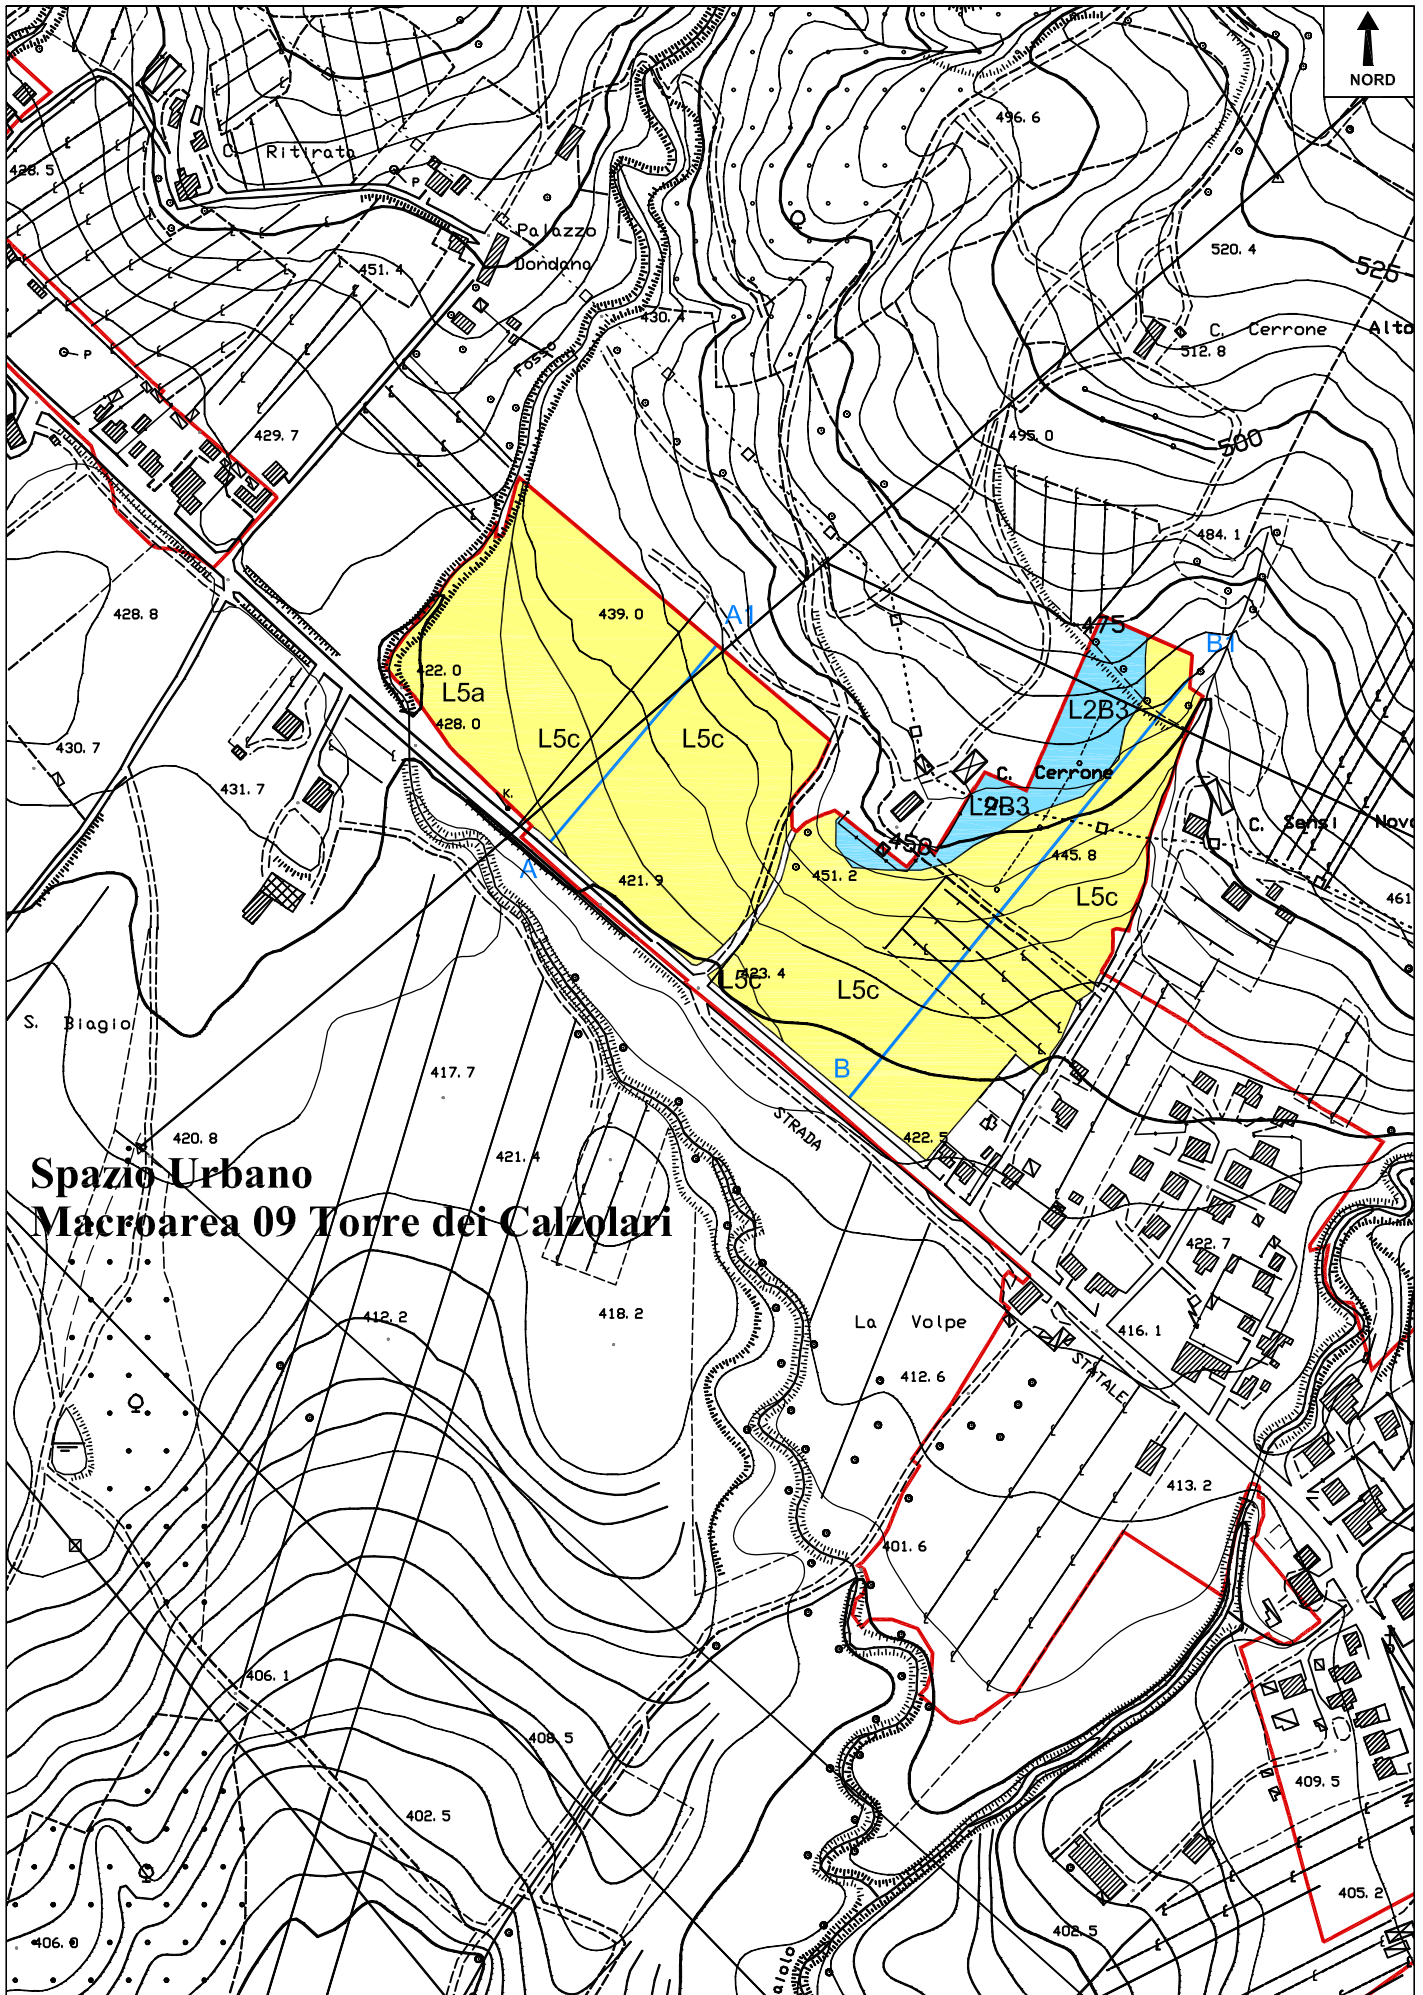 NORD
496. 6
C. Ritirata
428. 5
P
Palazzo
Dondana
520. 4
451. 4
525
430. 4
C. Cerrone Alto
512. 8
P
Fosso
429. 7
495. 0
500
484. 1
428. 8
439. 0
A1
475
B1
422. 0
L5a
L2B3
428. 0
L5c
L5c
430. 7
C. Cerrone
431. 7
K.
L2B3
C. Sensi Novo
450
445. 8
A
421. 9
451. 2
L5c
461
423. 4
L5c
L5c
S. Biagio
417. 7
B
STRADA
420. 8
422. 5
421. 4
Spazio Urbano
Macroarea 09 Torre dei Calzolari
422. 7
412. 2
418. 2
La Volpe
416. 1
STATALE
412. 6
413. 2
401. 6
406. 1
408. 5
409. 5
402. 5
405. 2
402. 5
406. 0
aiolo